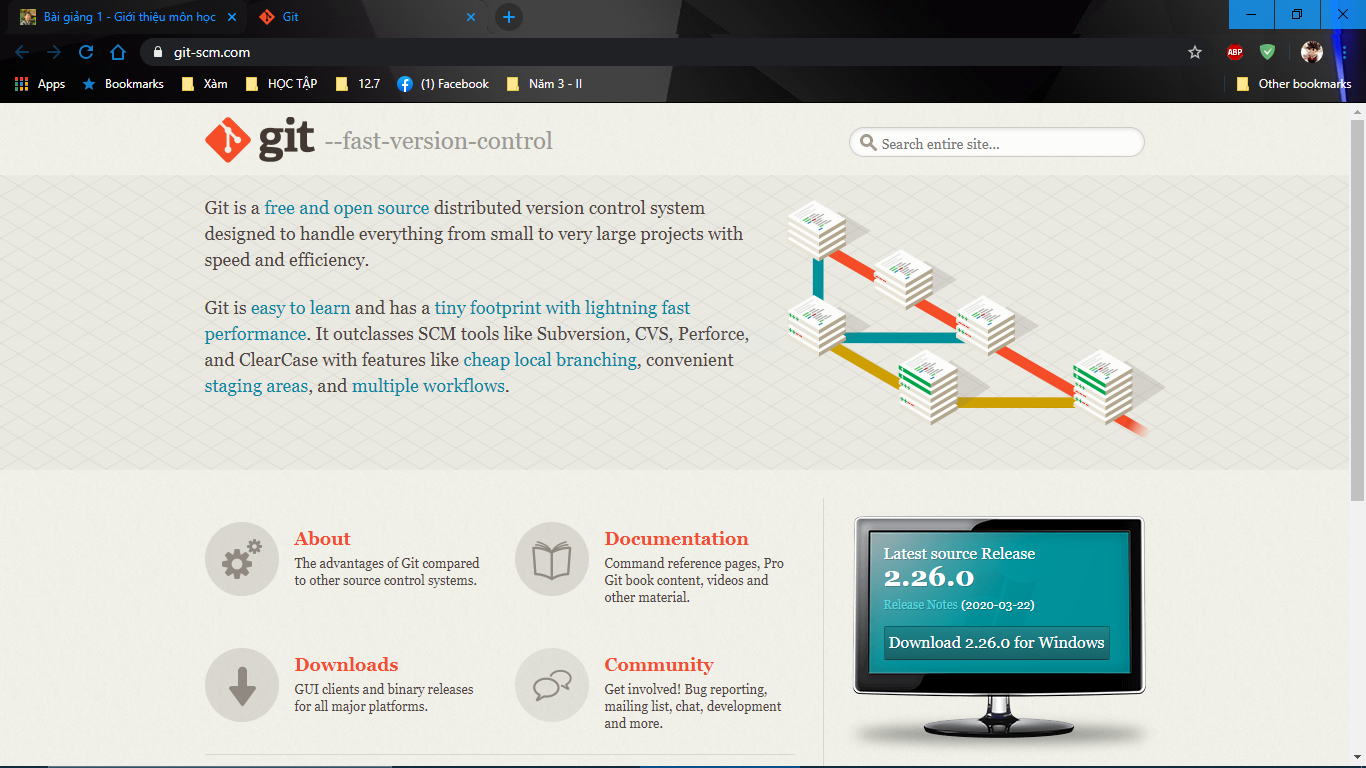 Bài giảng 1 - Giới thiệu môn học
Git
git-scm.com
ABP
Apps
Bookmarks
Xàm
HỌC TẬP
12.7
(1) Facebook
Năm 3 - II
Other bookmarks
git --fast-version-control
Search entire site...
Git is a free and open source distributed version control system
designed to handle everything from small to very large projects with
speed and efficiency.
Git is easy to learn and has a tiny footprint with lightning fast
performance. It outclasses SCM tools like Subversion, CVS, Perforce,
and ClearCase with features like cheap local branching, convenient
staging areas, and multiple workflows.
About
The advantages of Git compared
to other source control systems.
Documentation
Command reference pages, Pro
Git book content, videos and
other material.
Downloads
GUI clients and binary releases
for all major platforms.
Community
Get involved! Bug reporting,
mailing list, chat, development
and more.
Latest source Release
2.26.0
Release Notes (2020-03-22)
Download 2.26.0 for Windows